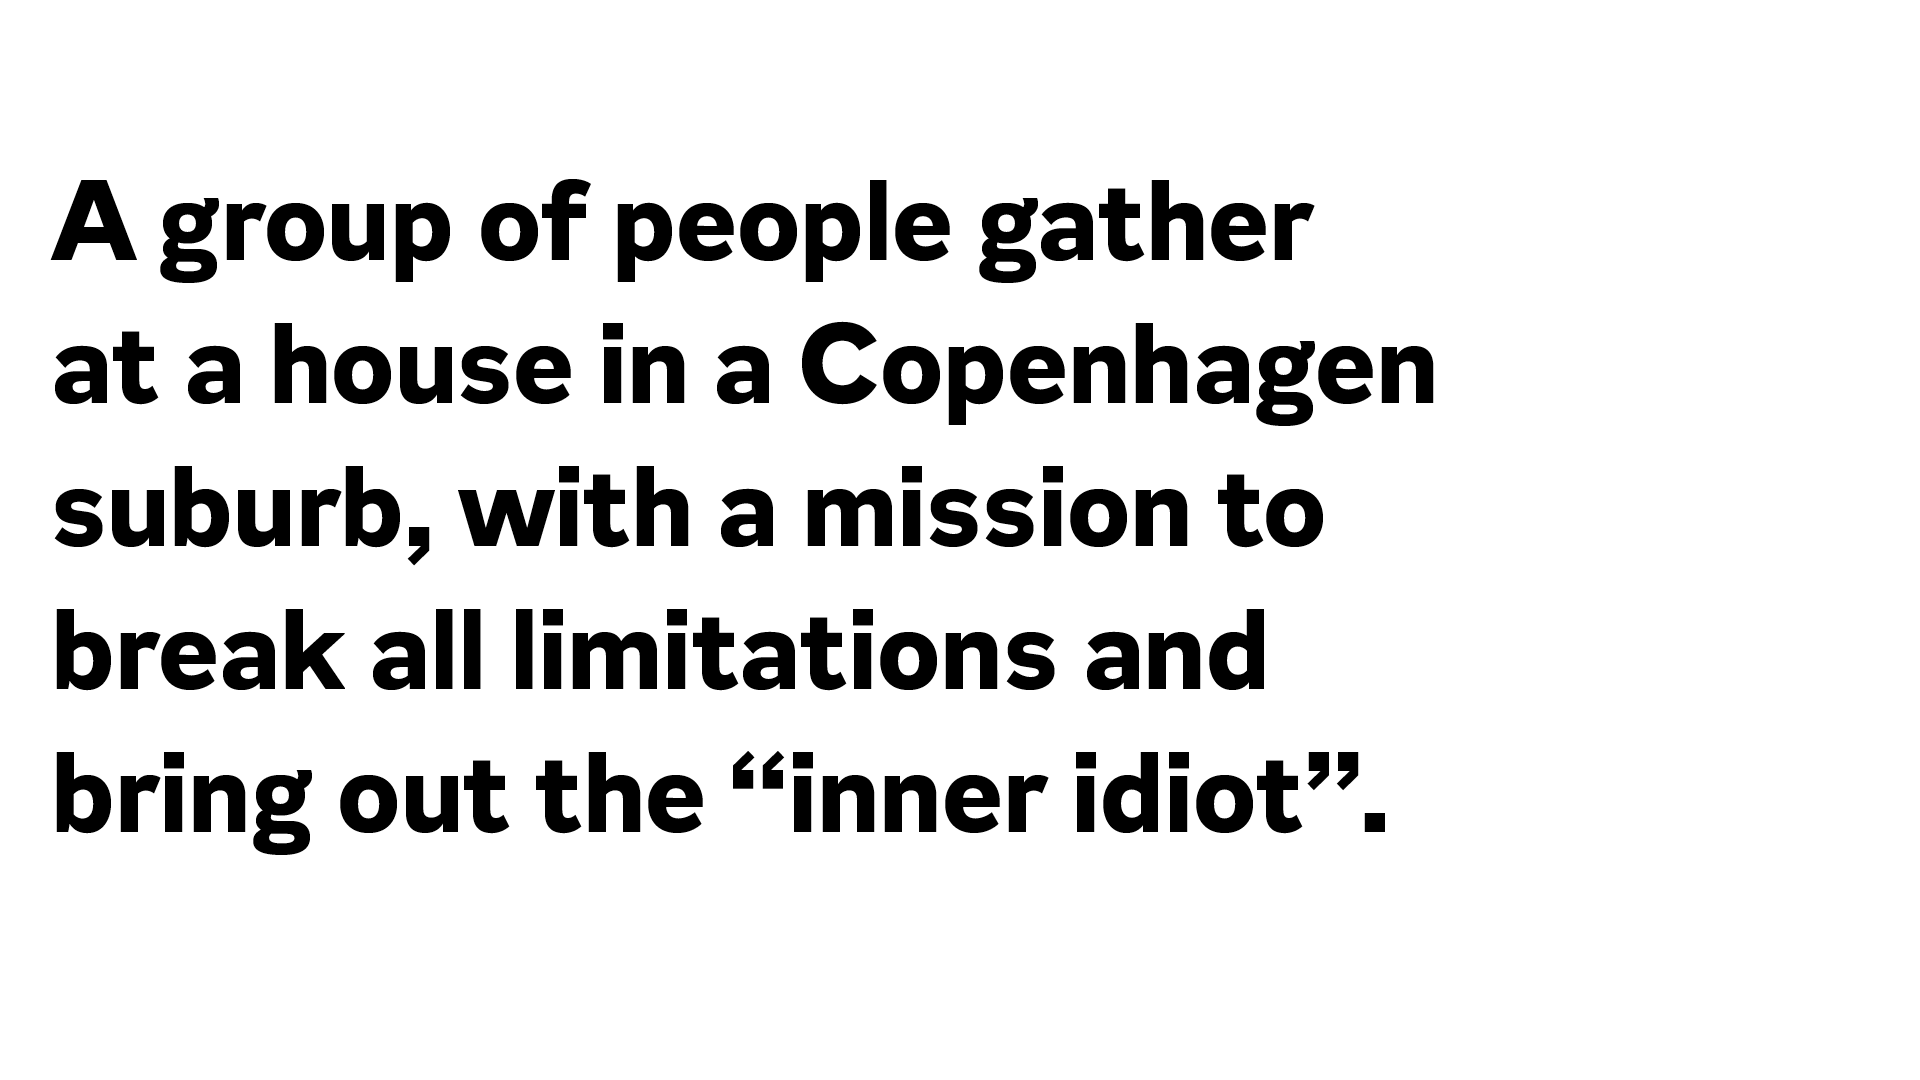 A group of people gather
at a house in a Copenhagen
suburb, with a mission to
break all limitations and
bring out the “inner idiot”.